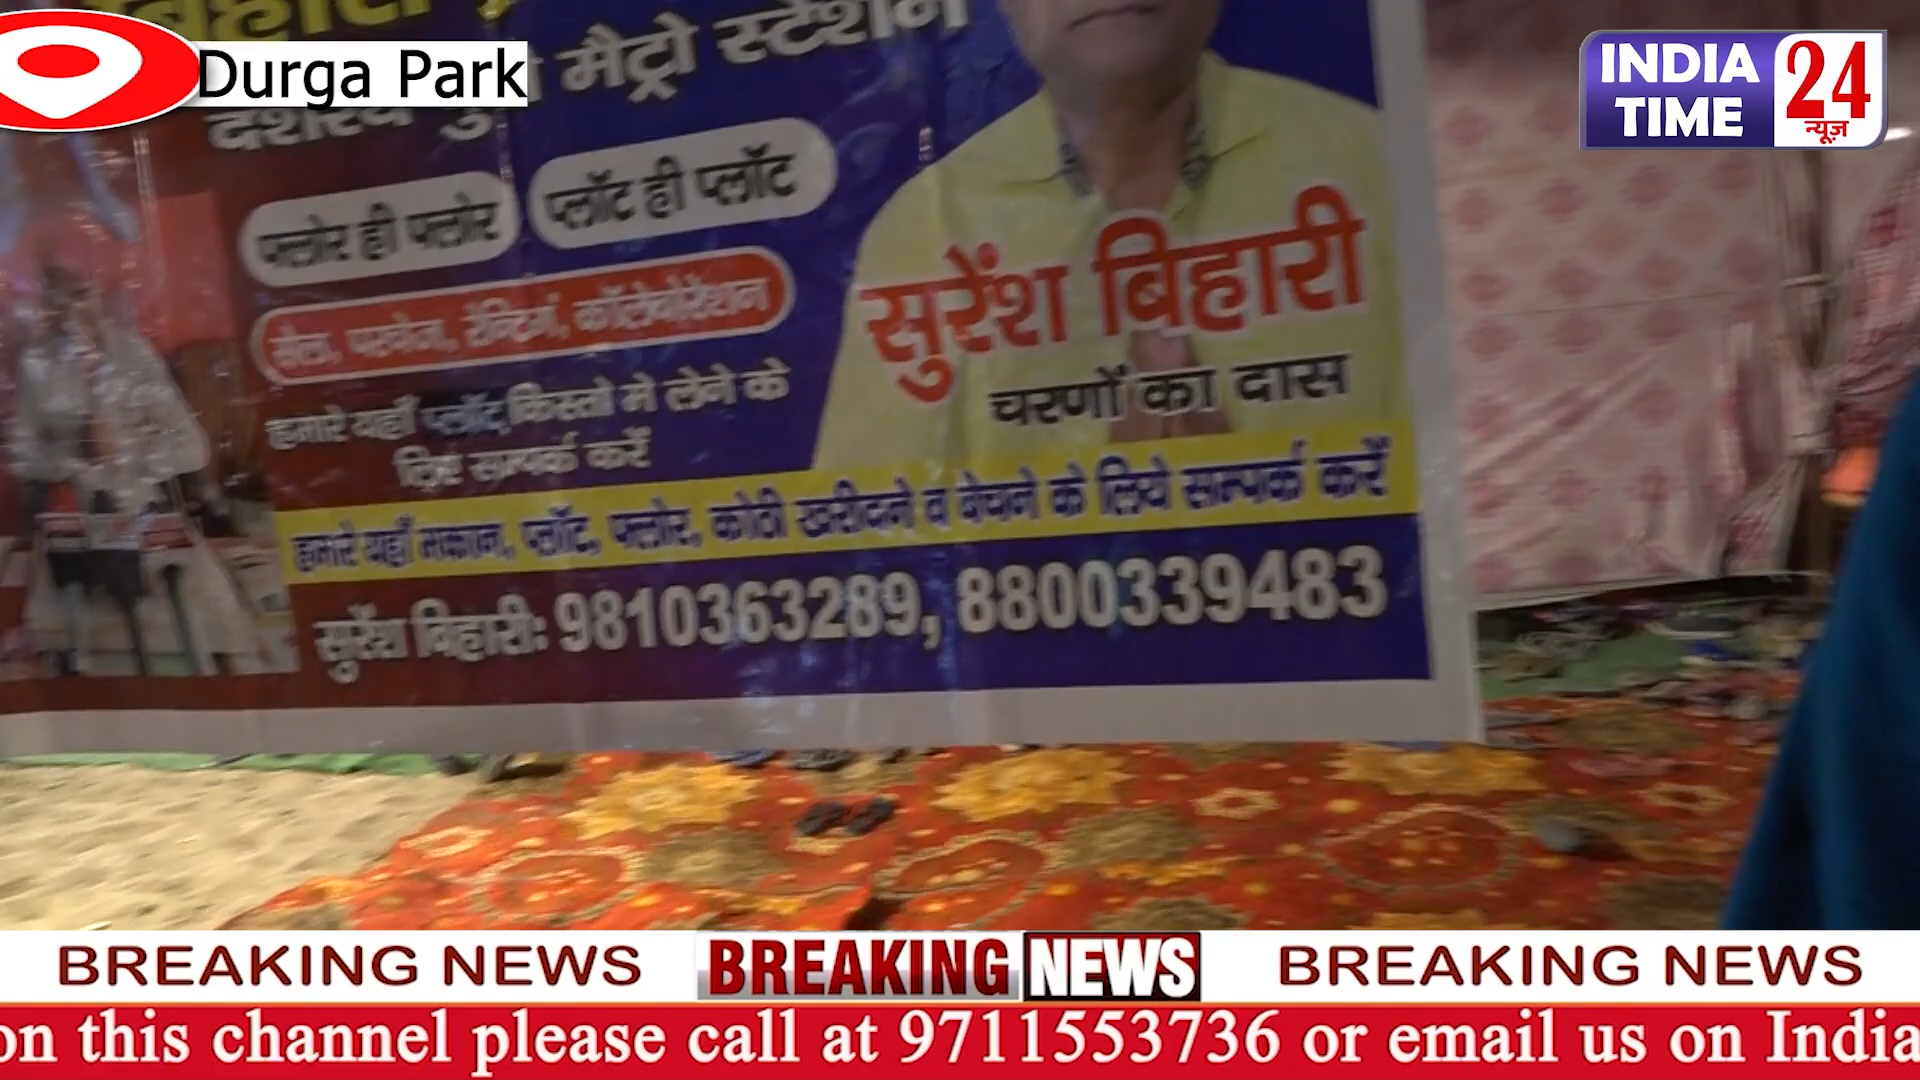 Durga Park
INDIA
TIME
24
न्यूज़
मैट्रो स्टेशन
फ्लोर ही फ्लोर
प्लॉट ही प्लॉट
सेल, परचेज, रेन्टिग, कॉलेबोरेशन
हमारे यहाँ प्लॉट किस्तो मे लेने के
लिए सम्पर्क करें
सुरेंश बिहारी
चरणों का दास
हमारे यहाँ मकान, प्लॉट, फ्लोर, कोठी खरीदने व बेचने के लिये सम्पर्क करें
सुरेंश बिहारीः 9810363289, 8800339483
BREAKING NEWS
BREAKING NEWS
BREAKING NEWS
on this channel please call at 9711553736 or email us on India